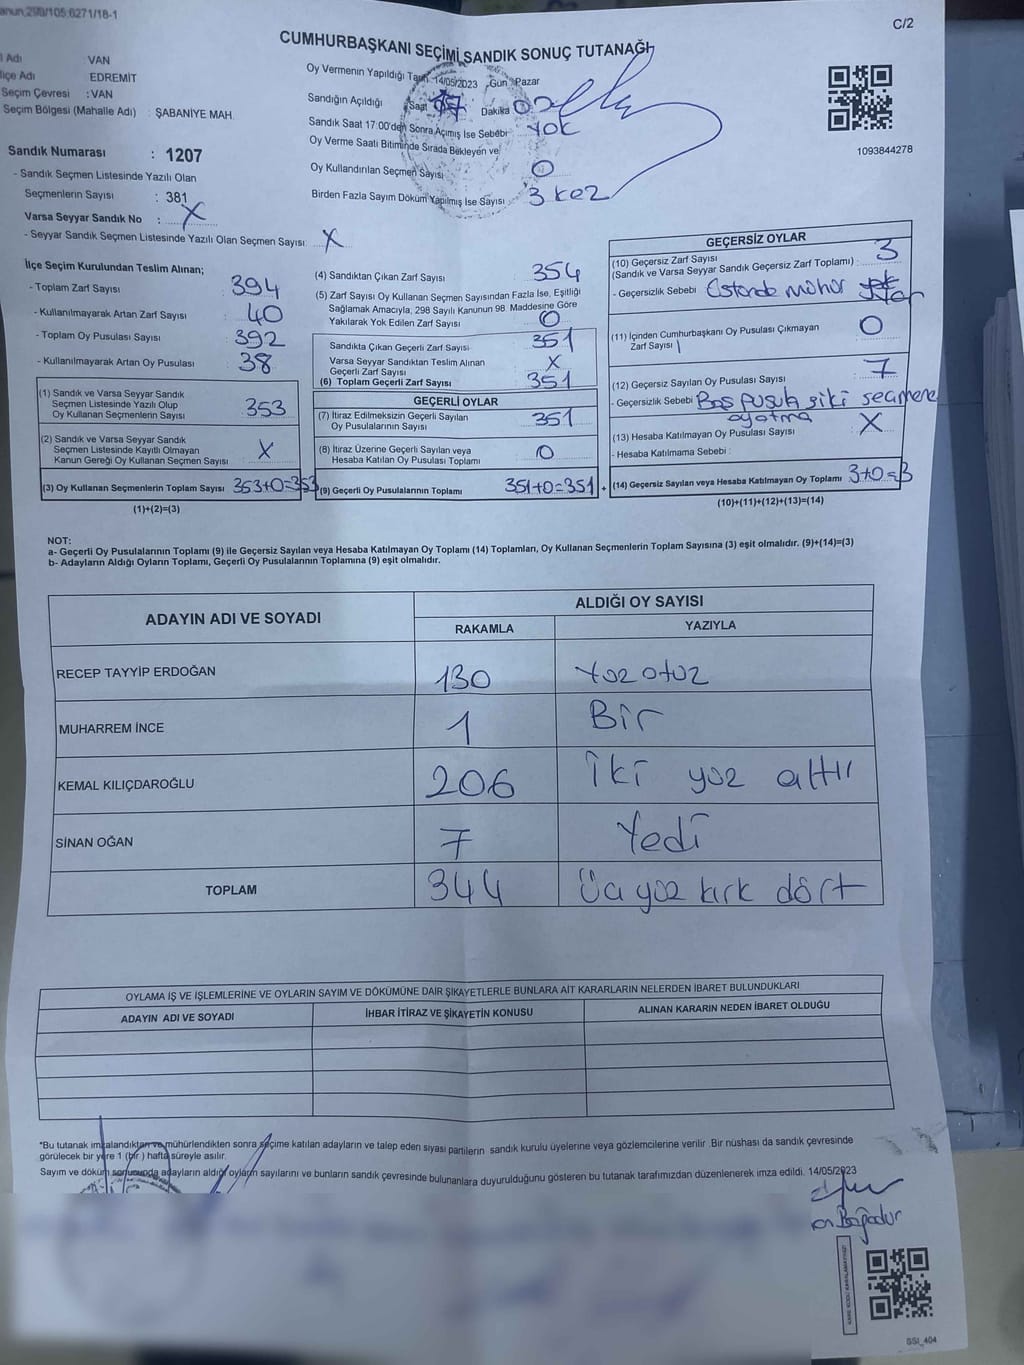 anun,298/105;6271/18-1
C/2
CUMHURBAŞKANI SEÇİMİ SANDIK SONUÇ TUTANAĞI
l Adı VAN
lçe Adı EDREMİT
Seçim Çevresi : VAN
Seçim Bölgesi (Mahalle Adı) : ŞABANİYE MAH.
Oy Vermenin Yapıldığı Tarih 14/05/2023 Gün Pazar
Sandığın Açıldığı Saat 17 Dakika 00
Sandık Saat 17:00'den Sonra Açımış İse Sebebi YOK
Oy Verme Saati Bitiminde Sırada Bekleyen ve
Oy Kullandırılan Seçmen Sayısı 0
Birden Fazla Sayım Döküm Yapılmış İse Sayısı 3 kez
1093844278
Sandık Numarası : 1207
- Sandık Seçmen Listesinde Yazılı Olan
Seçmenlerin Sayısı : 381
Varsa Seyyar Sandık No : X
- Seyyar Sandık Seçmen Listesinde Yazılı Olan Seçmen Sayısı X
İlçe Seçim Kurulundan Teslim Alınan;
- Toplam Zarf Sayısı 394
- Kullanılmayarak Artan Zarf Sayısı 40
- Toplam Oy Pusulası Sayısı 392
- Kullanılmayarak Artan Oy Pusulası 38
(1) Sandık ve Varsa Seyyar Sandık
Seçmen Listesinde Yazılı Olup
Oy Kullanan Seçmenlerin Sayısı 353
(2) Sandık ve Varsa Seyyar Sandık
Seçmen Listesinde Kayıtlı Olmayan
Kanun Gereği Oy Kullanan Seçmen Sayısı X
(3) Oy Kullanan Seçmenlerin Toplam Sayısı 353+0=353
(1)+(2)=(3)
(4) Sandıktan Çıkan Zarf Sayısı 354
(5) Zarf Sayısı Oy Kullanan Seçmen Sayısından Fazla İse, Eşitliği
Sağlamak Amacıyla, 298 Sayılı Kanunun 98. Maddesine Göre
Yakılarak Yok Edilen Zarf Sayısı 0
Sandıkta Çıkan Geçerli Zarf Sayısı 351
Varsa Seyyar Sandıktan Teslim Alınan
Geçerli Zarf Sayısı X
(6) Toplam Geçerli Zarf Sayısı 351
GEÇERLİ OYLAR
(7) İtiraz Edilmeksizin Geçerli Sayılan
Oy Pusulalarının Sayısı 351
(8) İtiraz Üzerine Geçerli Sayılan veya
Hesaba Katılan Oy Pusulası Toplamı 0
(9) Geçerli Oy Pusulalarının Toplamı 351+0=351 +
GEÇERSİZ OYLAR
(10) Geçersiz Zarf Sayısı
(Sandık ve Varsa Seyyar Sandık Geçersiz Zarf Toplamı) : 3
- Geçersizlik Sebebi Üstünde mühür
(11) İçinden Cumhurbaşkanı Oy Pusulası Çıkmayan
Zarf Sayısı 0
(12) Geçersiz Sayılan Oy Pusulası Sayısı 7
- Geçersizlik Sebebi Boş pusula
(13) Hesaba Katılmayan Oy Pusulası Sayısı X
- Hesaba Katılmama Sebebi :
(14) Geçersiz Sayılan veya Hesaba Katılmayan Oy Toplamı 3+0=3
(10)+(11)+(12)+(13)=(14)
NOT:
a- Geçerli Oy Pusulalarının Toplamı (9) ile Geçersiz Sayılan veya Hesaba Katılmayan Oy Toplamı (14) Toplamları, Oy Kullanan Seçmenlerin Toplam Sayısına (3) eşit olmalıdır. (9)+(14)=(3)
b- Adayların Aldığı Oyların Toplamı, Geçerli Oy Pusulalarının Toplamına (9) eşit olmalıdır.
ADAYIN ADI VE SOYADI ALDIĞI OY SAYISI
RAKAMLA YAZIYLA
RECEP TAYYİP ERDOĞAN 130 Yüz otuz
MUHARREM İNCE 1 Bir
KEMAL KILIÇDAROĞLU 206 İki yüz altı
SİNAN OĞAN 7 Yedi
TOPLAM 344 Üç yüz kırk dört
OYLAMA İŞ VE İŞLEMLERİNE VE OYLARIN SAYIM VE DÖKÜMÜNE DAİR ŞİKAYETLERLE BUNLARA AİT KARARLARIN NELERDEN İBARET BULUNDUKLARI
ADAYIN ADI VE SOYADI İHBAR İTİRAZ VE ŞİKAYETİN KONUSU ALINAN KARARIN NEDEN İBARET OLDUĞU
*Bu tutanak imzalandıktan ve mühürlendikten sonra seçime katılan adayların ve talep eden siyasi partilerin sandık kurulu üyelerine veya gözlemcilerine verilir. Bir nüshası da sandık çevresinde
görülecek bir yere 1 (bir ) hafta süreyle asılır.
Sayım ve döküm sonucunda adayların aldığı oyların sayılarını ve bunların sandık çevresinde bulunanlara duyurulduğunu gösteren bu tutanak tarafımızdan düzenlenerek imza edildi. 14/05/2023
SSI_404